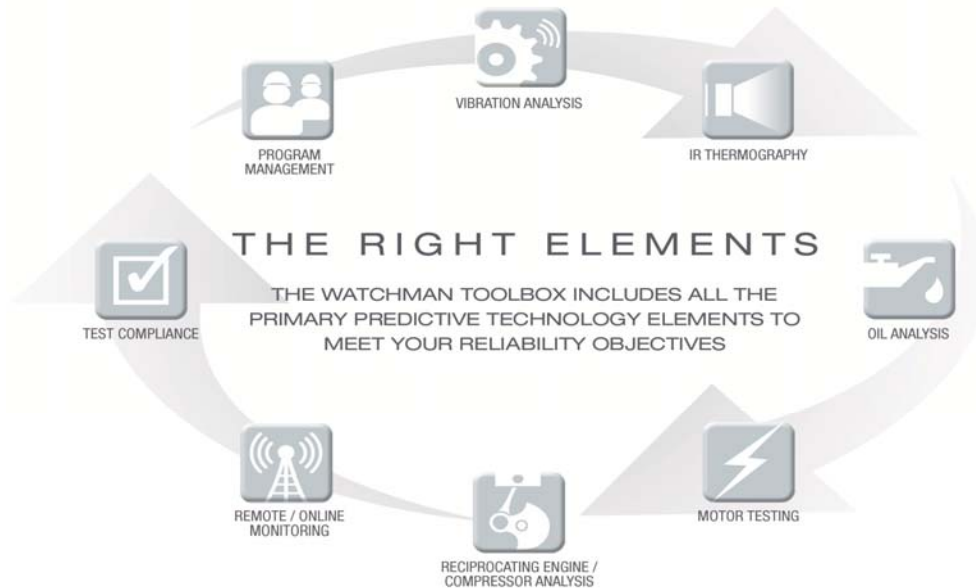 VIBRATION ANALYSIS
PROGRAM
MANAGEMENT
IR THERMOGRAPHY
THE RIGHT ELEMENTS
THE WATCHMAN TOOLBOX INCLUDES ALL THE
PRIMARY PREDICTIVE TECHNOLOGY ELEMENTS TO
MEET YOUR RELIABILITY OBJECTIVES
TEST COMPLIANCE
OIL ANALYSIS
REMOTE / ONLINE
MONITORING
MOTOR TESTING
RECIPROCATING ENGINE /
COMPRESSOR ANALYSIS